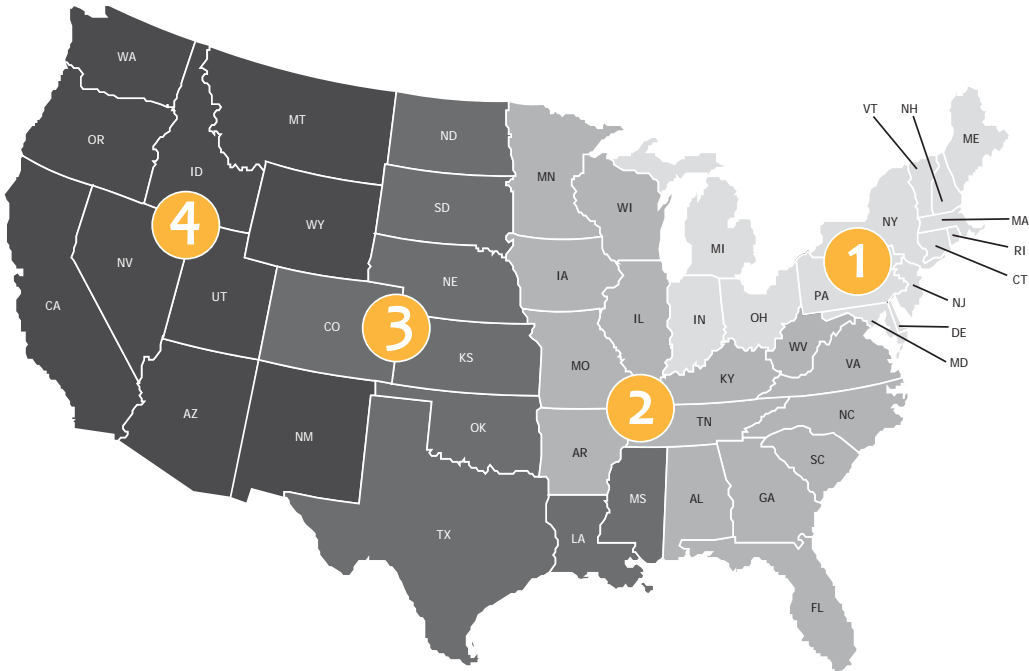 WA
VT
NH
MT
ND
ME
OR
ID
MN
SD
WI
NY
MA
4
WY
MI
RI
NV
1
CT
IA
NE
PA
CA
UT
NJ
CO
3
IL
IN
OH
DE
KS
WV
MO
VA
MD
KY
2
AZ
NM
OK
TN
NC
AR
SC
MS
AL
GA
TX
LA
FL